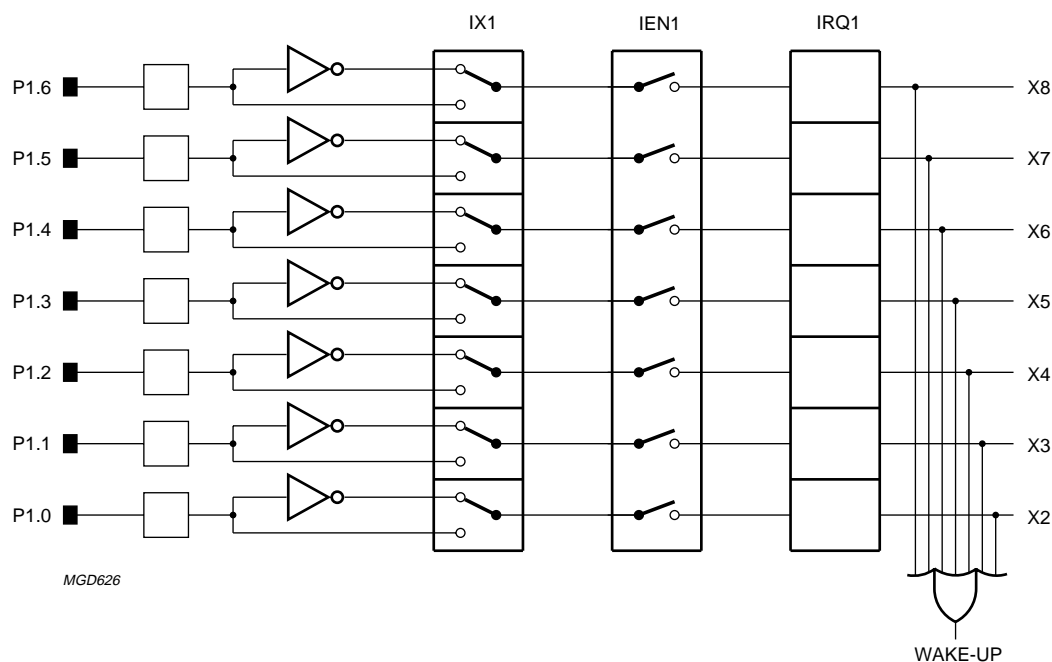 IX1 IEN1 IRQ1
P1.6 X8
P1.5 X7
P1.4 X6
P1.3 X5
P1.2 X4
P1.1 X3
P1.0 X2
MGD626
WAKE-UP